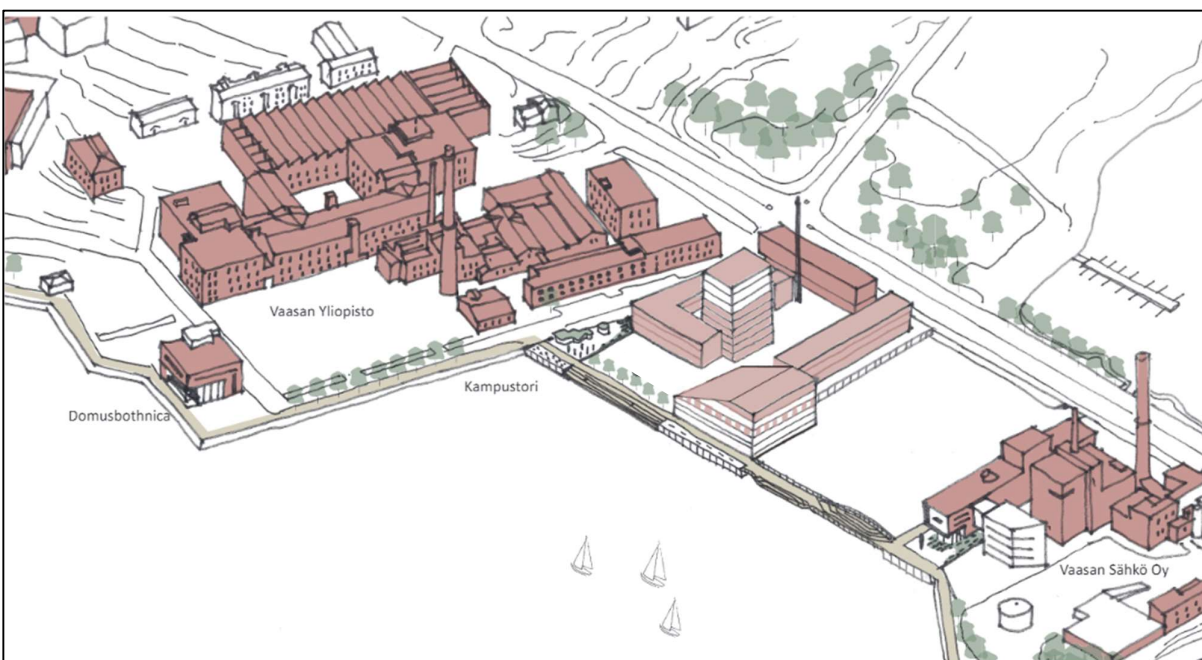 Vaasan Yliopisto
Kampustori
Domusbothnica
Vaasan Sähkö Oy